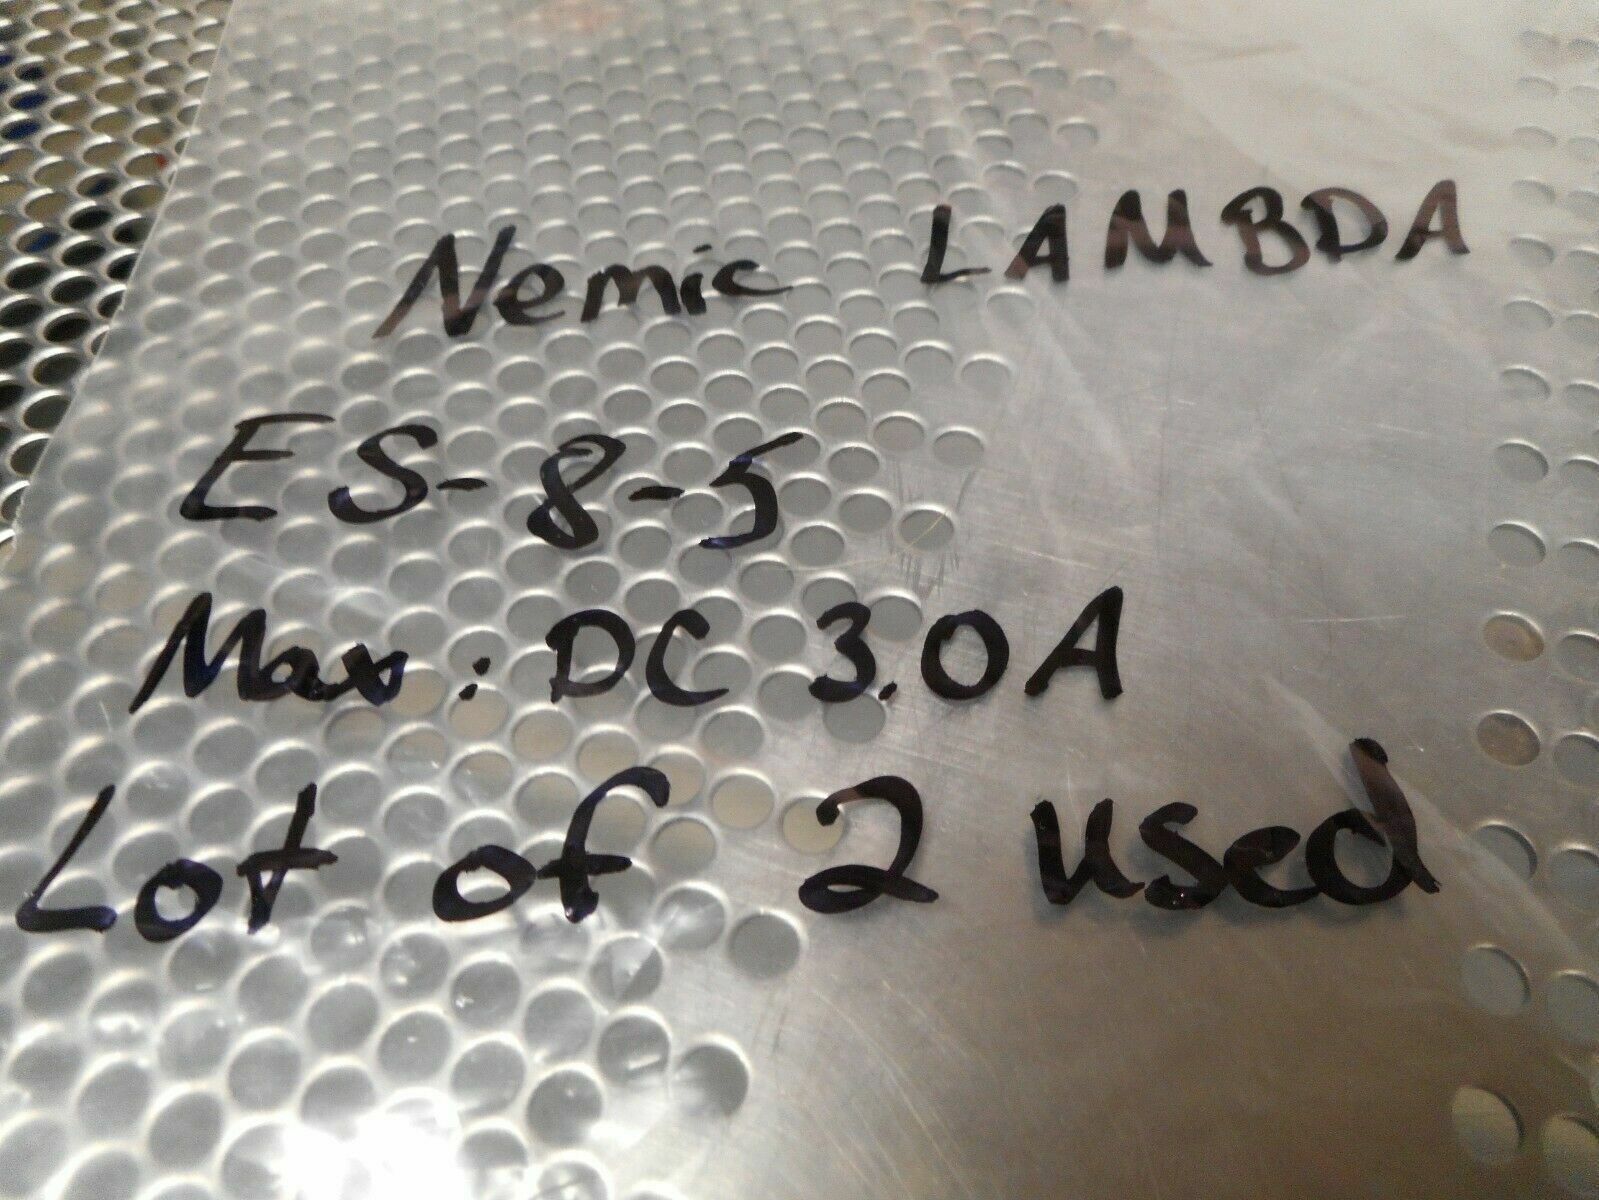 Nemic LAMBDA
ES-8-5
Max: DC 3.0A
Lot of 2 used